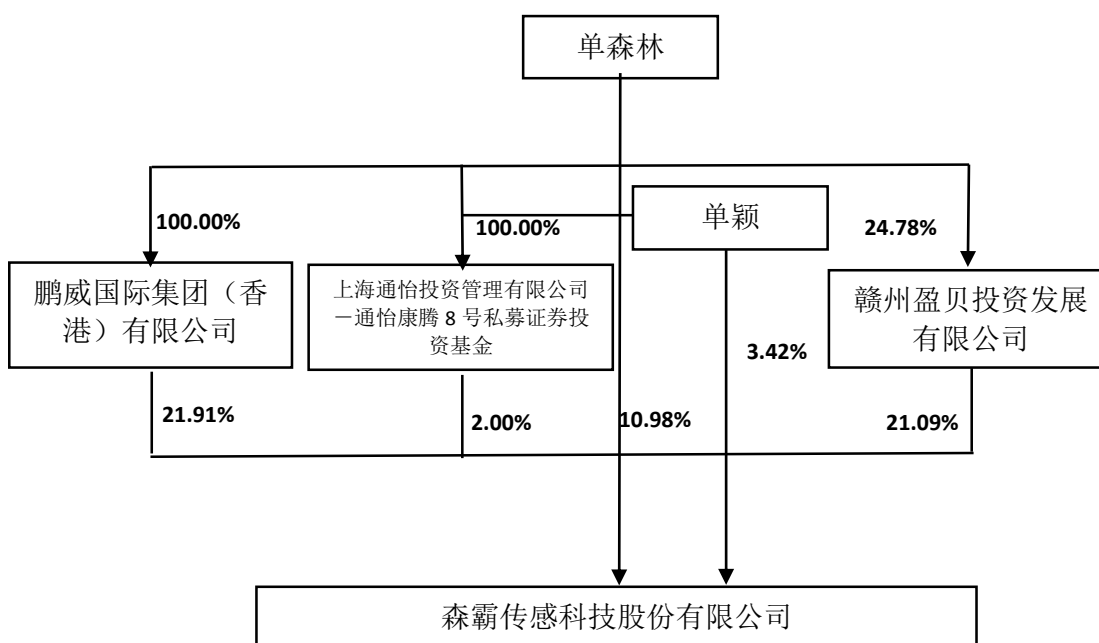 单森林
单颖
100.00%
100.00%
24.78%
鹏威国际集团（香
港）有限公司
上海通怡投资管理有限公司
－通怡康腾 8 号私募证券投
资基金
赣州盈贝投资发展
有限公司
3.42%
21.91%
2.00%
10.98%
21.09%
森霸传感科技股份有限公司